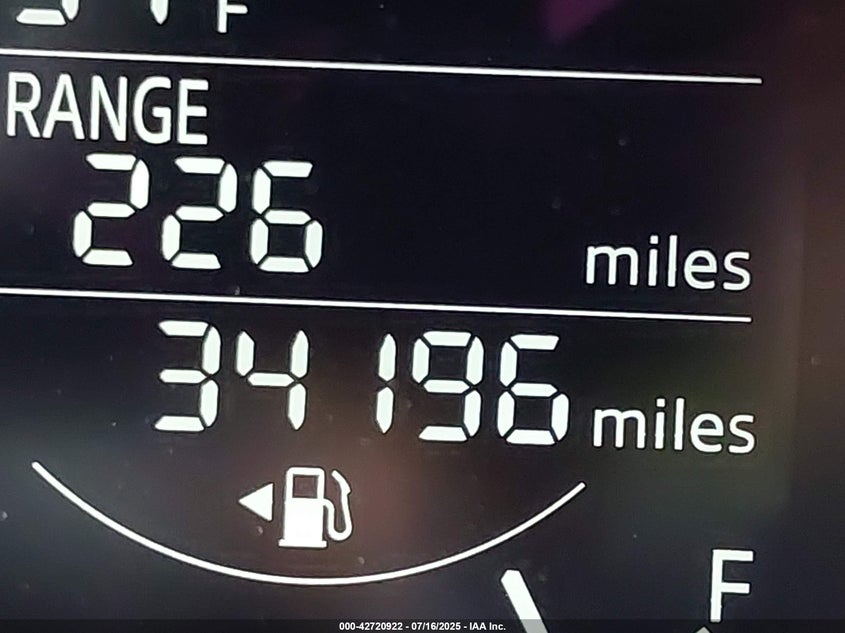 F
RANGE
226 miles
34196 miles
F
000-42720922 - 07/16/2025 - IAA Inc.